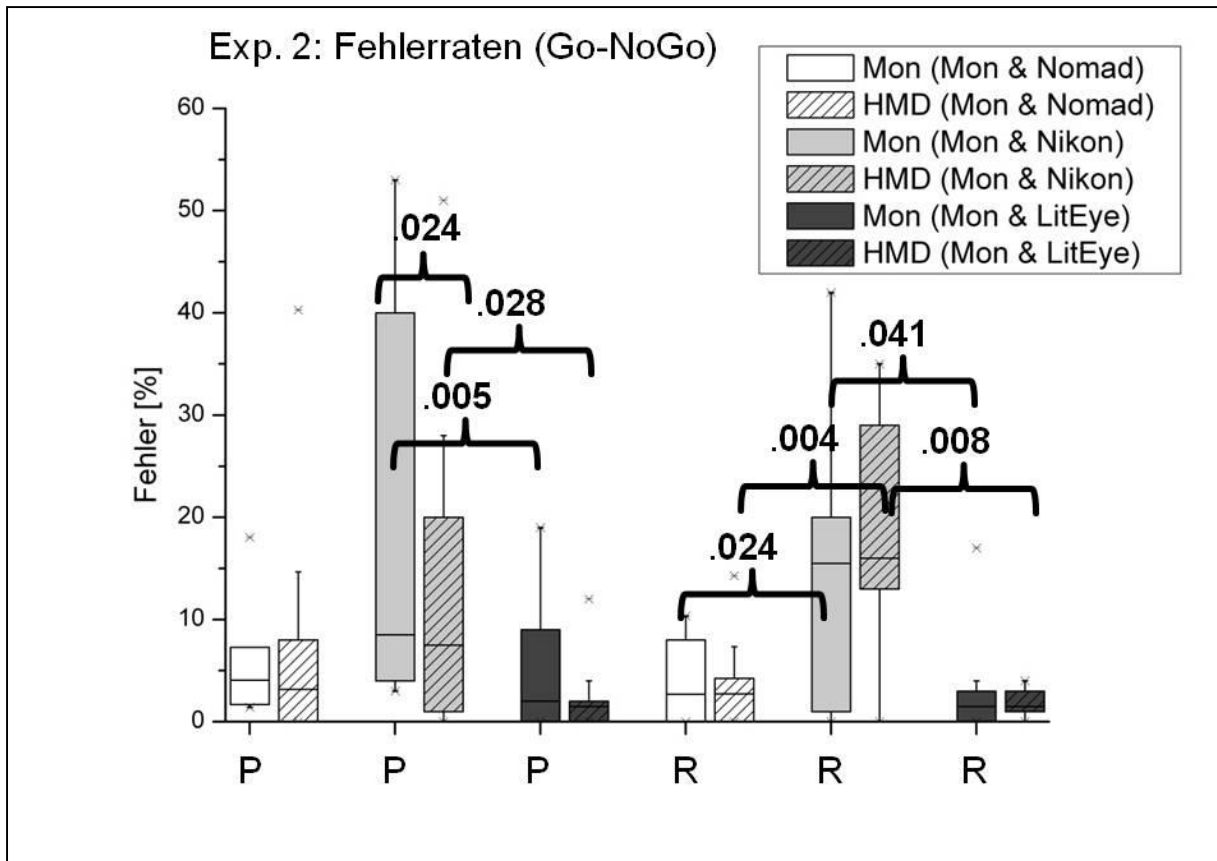 Exp. 2: Fehlerraten (Go-NoGo)
Mon (Mon & Nomad)
HMD (Mon & Nomad)
Mon (Mon & Nikon)
HMD (Mon & Nikon)
Mon (Mon & LitEye)
HMD (Mon & LitEye)
Fehler [%]
60
50
40
30
20
10
0
.024
.028
.005
.041
.004
.008
.024
P P P R R R